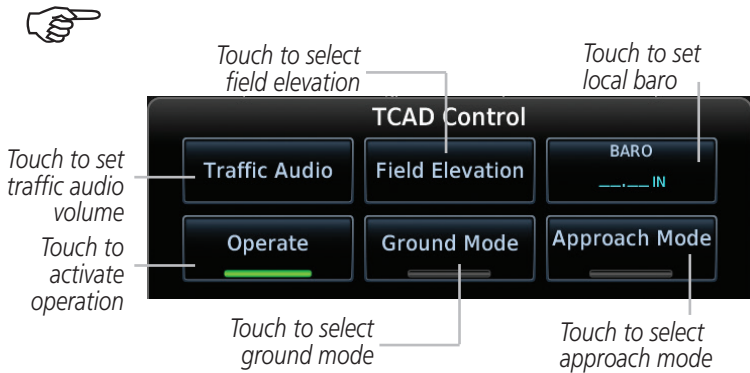 Touch to select
field elevation
Touch to set
local baro
TCAD Control
Touch to set
traffic audio
volume
Traffic Audio
Field Elevation
BARO
__.__ IN
Touch to
activate
operation
Operate
Ground Mode
Approach Mode
Touch to select
ground mode
Touch to select
approach mode